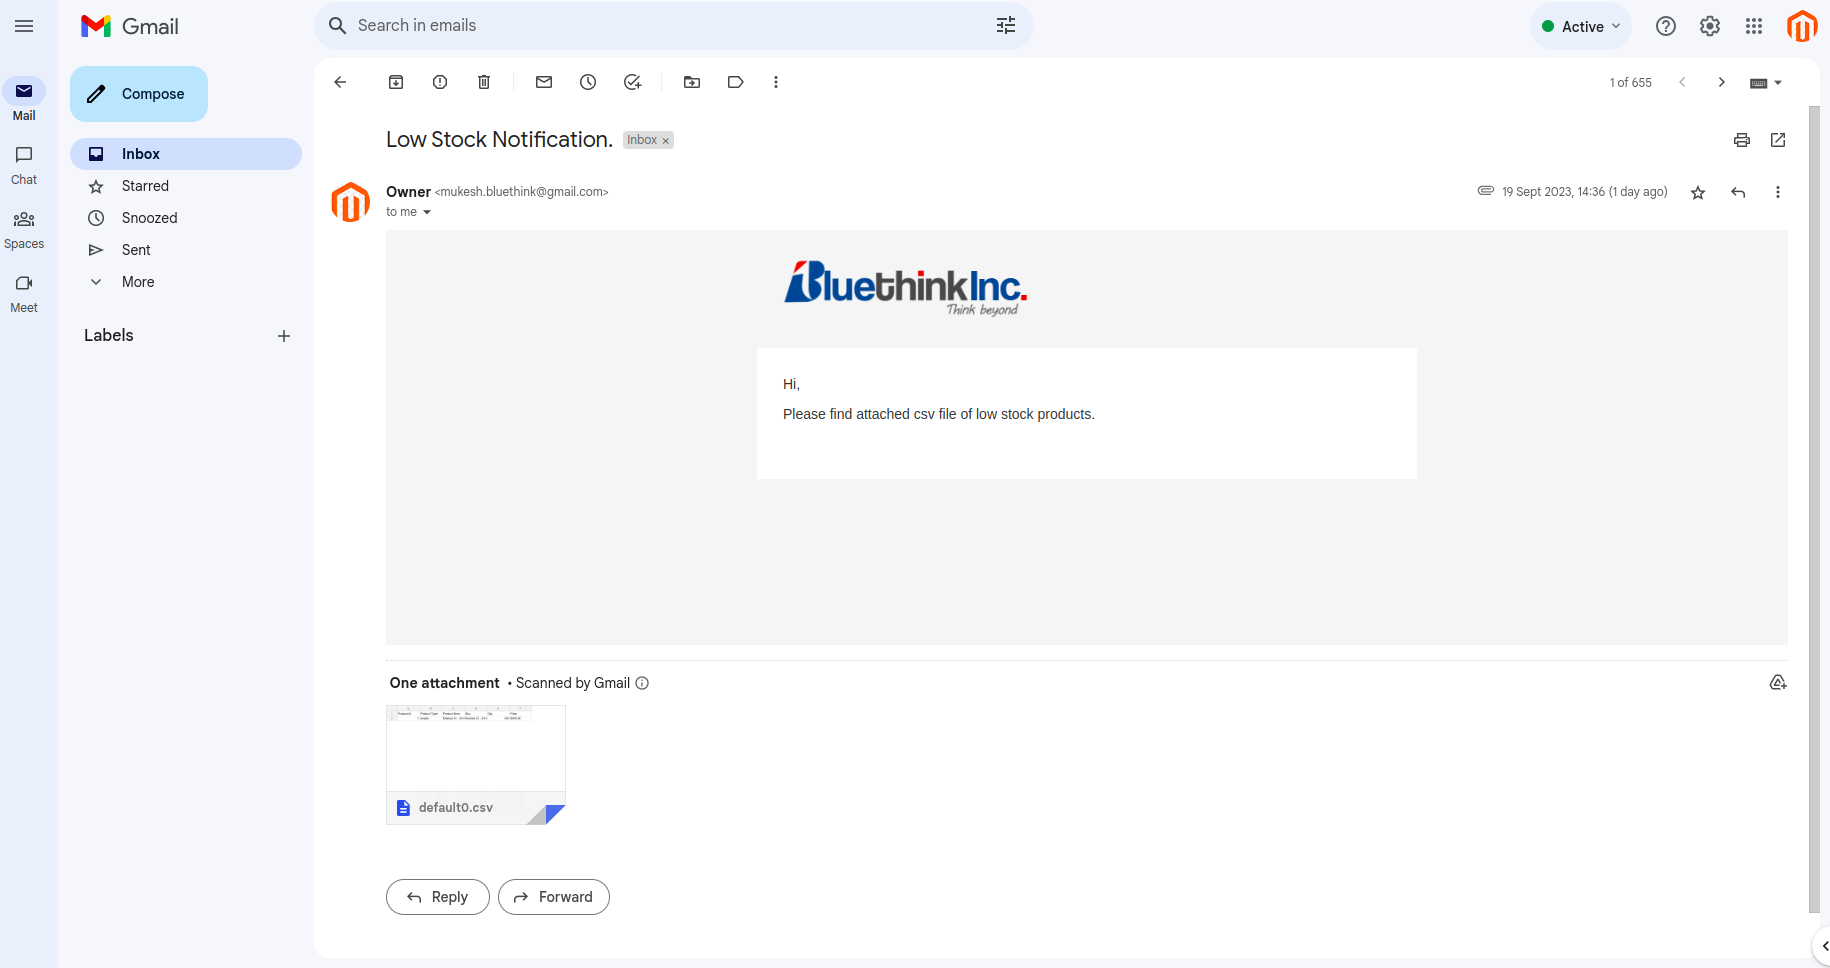 Gmail
Search in emails
Active
Mail
Chat
Spaces
Meet
Compose
Inbox
Starred
Snoozed
Sent
More
Labels
1 of 655
Low Stock Notification.
Inbox ×
Owner <mukesh.bluethink@gmail.com>
19 Sept 2023, 14:36 (1 day ago)
to me
BluethinkInc.
Think beyond
Hi,
Please find attached csv file of low stock products.
One attachment • Scanned by Gmail
default0.csv
Reply
Forward